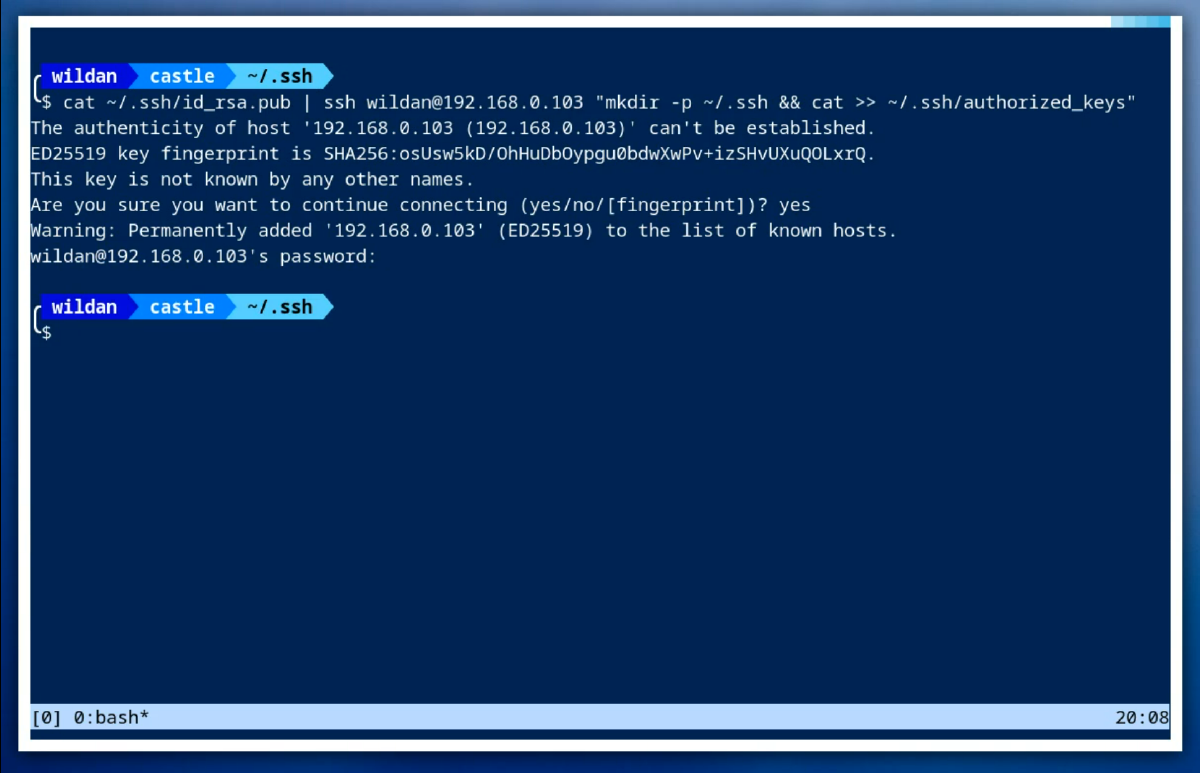 wildan castle ~/.ssh
$ cat ~/.ssh/id_rsa.pub | ssh wildan@192.168.0.103 "mkdir -p ~/.ssh && cat >> ~/.ssh/authorized_keys"
The authenticity of host '192.168.0.103 (192.168.0.103)' can't be established.
ED25519 key fingerprint is SHA256:osUsw5kD/OhHuDbOypgu0bdwXwPv+izSHvUXuQOLxrQ.
This key is not known by any other names.
Are you sure you want to continue connecting (yes/no/[fingerprint])? yes
Warning: Permanently added '192.168.0.103' (ED25519) to the list of known hosts.
wildan@192.168.0.103's password:
wildan castle ~/.ssh
$
[0] 0:bash* 20:08